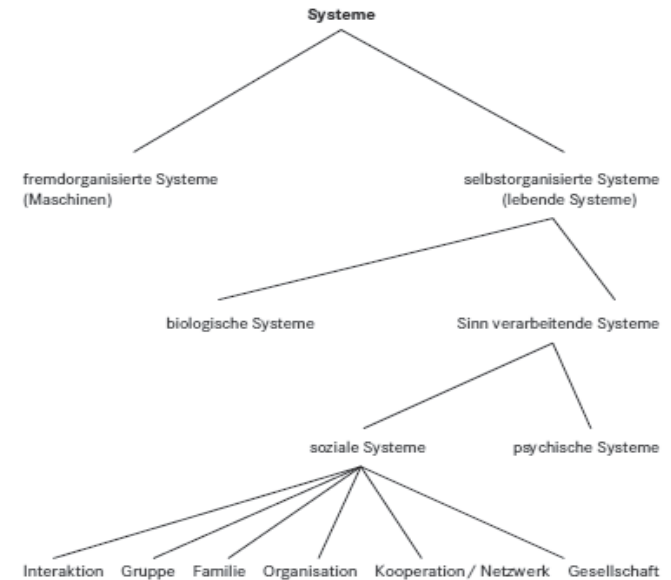 Systeme
fremdorganisierte Systeme
(Maschinen)
selbstorganisierte Systeme
(lebende Systeme)
biologische Systeme
Sinn verarbeitende Systeme
soziale Systeme
psychische Systeme
Interaktion
Gruppe
Familie
Organisation
Kooperation / Netzwerk
Gesellschaft